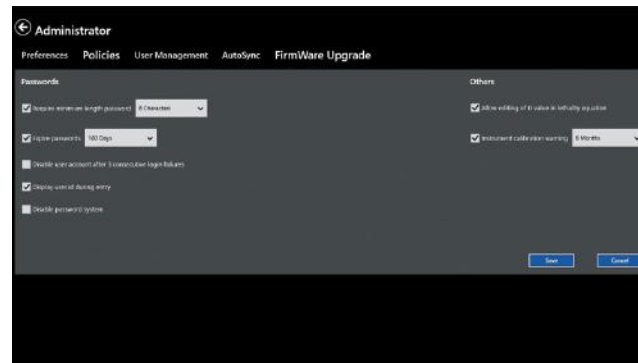 Administrator
Preferences Policies User Management AutoSync FirmWare Upgrade
Passwords
Require minimum length password 8 Characters
Expire passwords 180 Days
Disable user account after 3 consecutive login failures
Display user id during entry
Disable password system
Others
Allow editing of D value in lethality equation
Instrument calibration warning 6 Months
Save Cancel